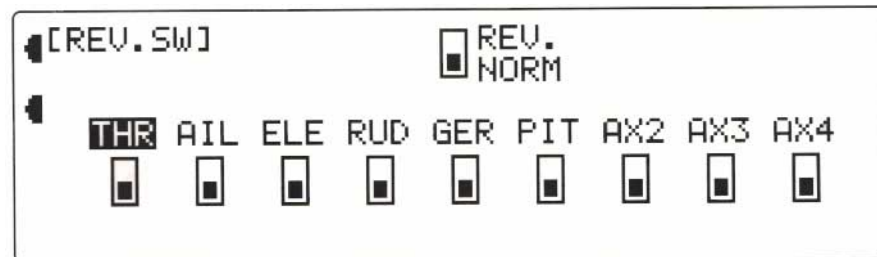 [REV.SW]
REV.
NORM
THR AIL ELE RUD GER PIT AX2 AX3 AX4